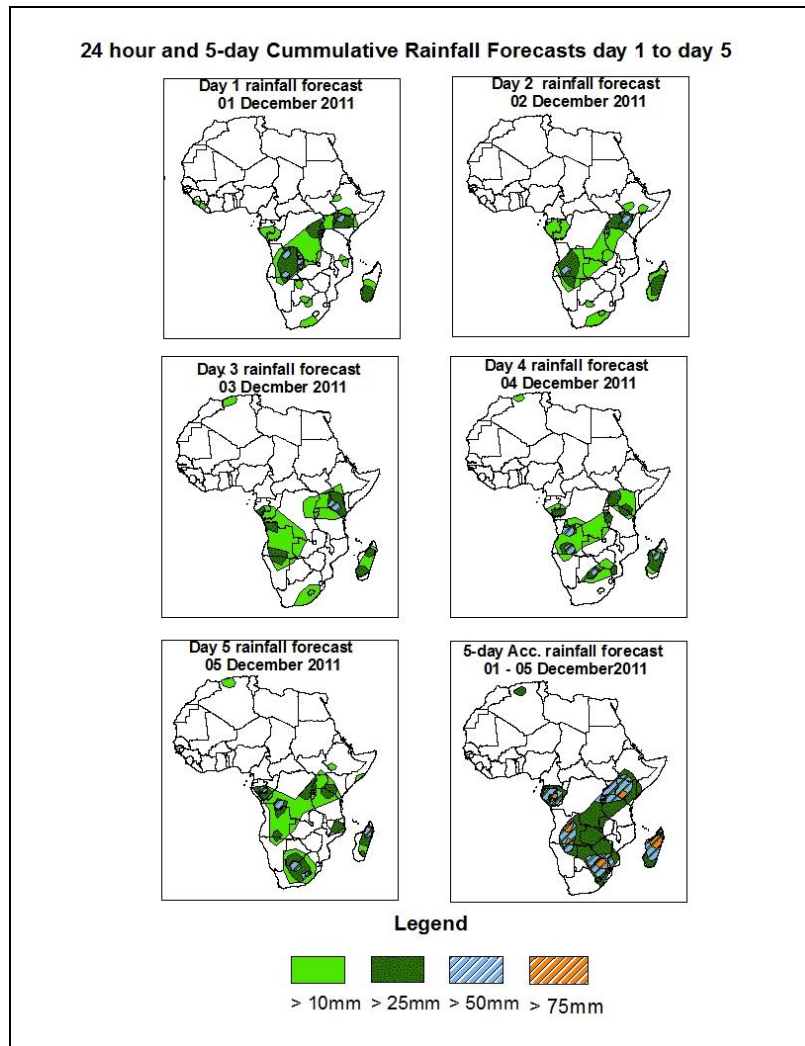 24 hour and 5-day Cummulative Rainfall Forecasts day 1 to day 5
Day 1 rainfall forecast
01 December 2011
Day 2 rainfall forecast
02 December 2011
Day 3 rainfall forecast
03 Decmber 2011
Day 4 rainfall forecast
04 December 2011
Day 5 rainfall forecast
05 December 2011
5-day Acc. rainfall forecast
01 - 05 December2011
Legend
> 10mm > 25mm > 50mm > 75mm